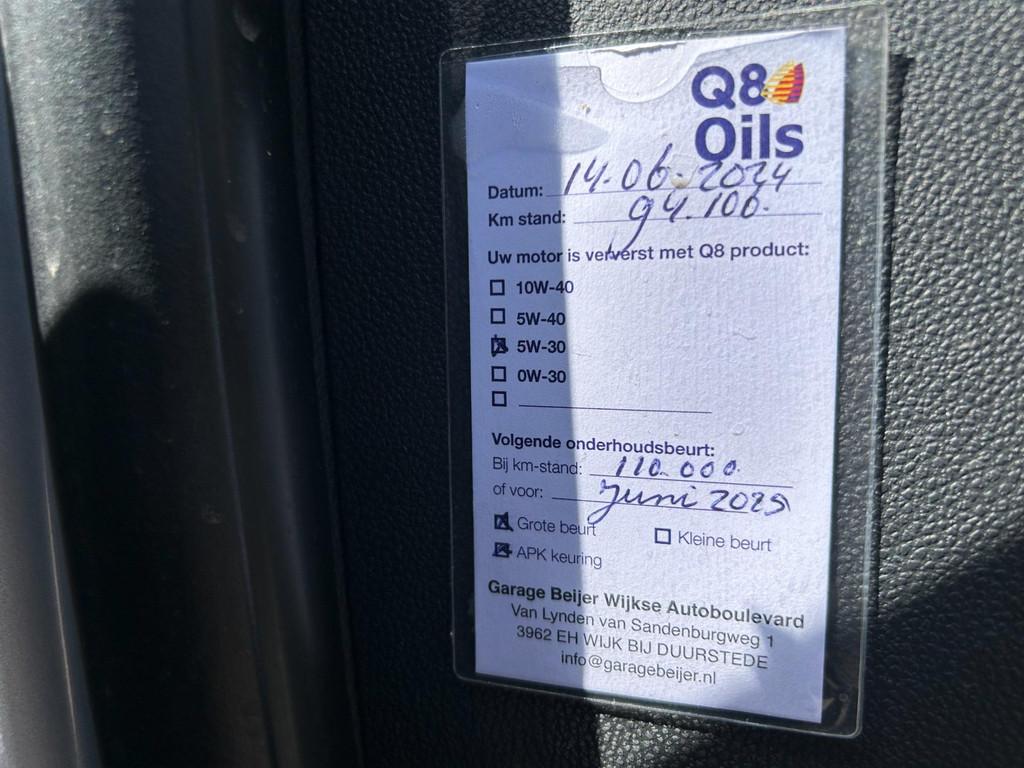 Q8
Oils
Datum: 14-06-2024
Km stand: 94.100.
Uw motor is ververst met Q8 product:
10W-40
5W-40
5W-30
0W-30
Volgende onderhoudsbeurt:
Bij km-stand: 110.000.
of voor: Juni 2025
Grote beurt Kleine beurt
APK keuring
Garage Beijer Wijkse Autoboulevard
Van Lynden van Sandenburgweg 1
3962 EH WIJK BIJ DUURSTEDE
info@garagebeijer.nl